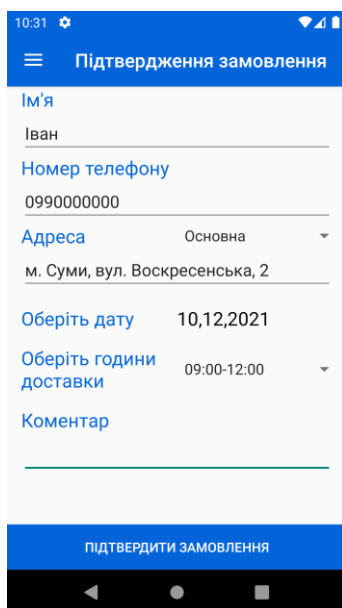 10:31
Підтвердження замовлення
Ім'я
Іван
Номер телефону
0990000000
Адреса Основна
м. Суми, вул. Воскресенська, 2
Оберіть дату 10,12,2021
Оберіть години
доставки 09:00-12:00
Коментар
ПІДТВЕРДИТИ ЗАМОВЛЕННЯ